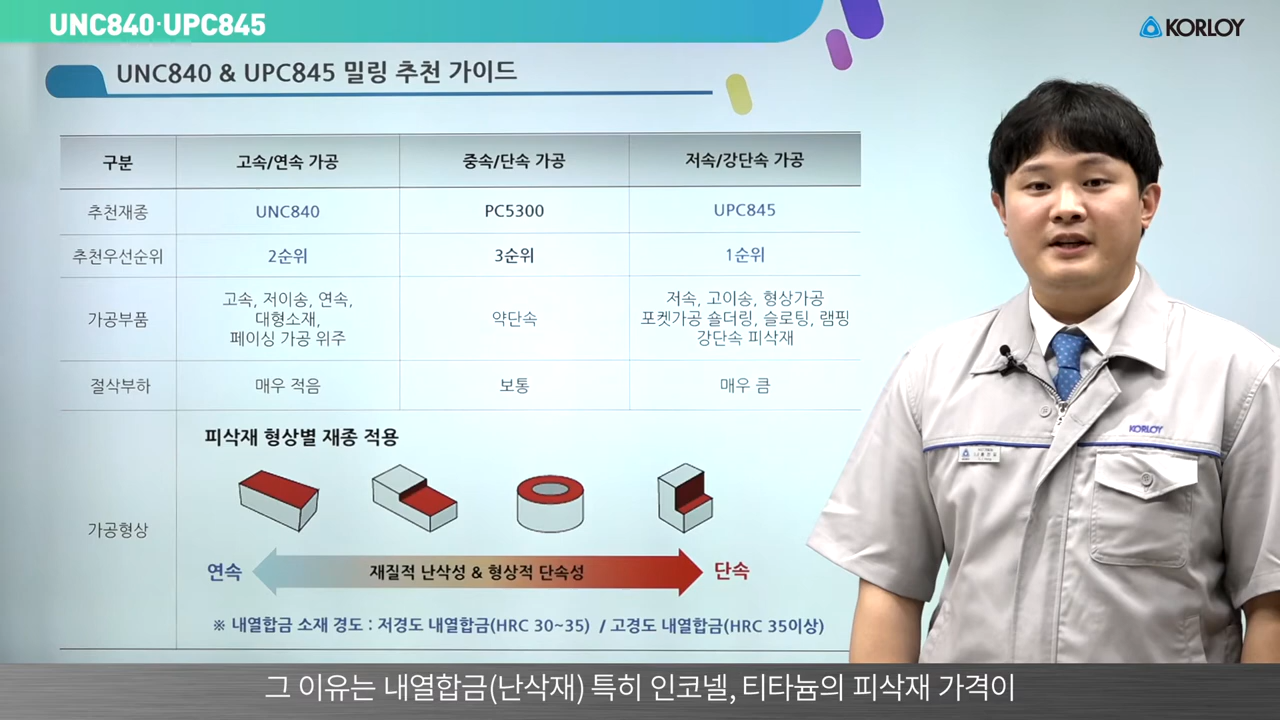 UNC840·UPC845
KORLOY
UNC840 & UPC845 밀링 추천 가이드
구분 고속/연속 가공 중속/단속 가공 저속/강단속 가공
추천재종 UNC840 PC5300 UPC845
추천우선순위 2순위 3순위 1순위
가공부품
고속, 저이송, 연속,
대형소재,
페이싱 가공 위주
약단속
저속, 고이송, 형상가공
포켓가공 숄더링, 슬로팅, 램핑
강단속 피삭재
절삭부하 매우 적음 보통 매우 큼
가공형상
피삭재 형상별 재종 적용
연속 재질적 난삭성 & 형상적 단속성 단속
※ 내열합금 소재 경도 : 저경도 내열합금(HRC 30~35) / 고경도 내열합금(HRC 35이상)
KORLOY
그 이유는 내열합금(난삭재) 특히 인코넬, 티타늄의 피삭재 가격이